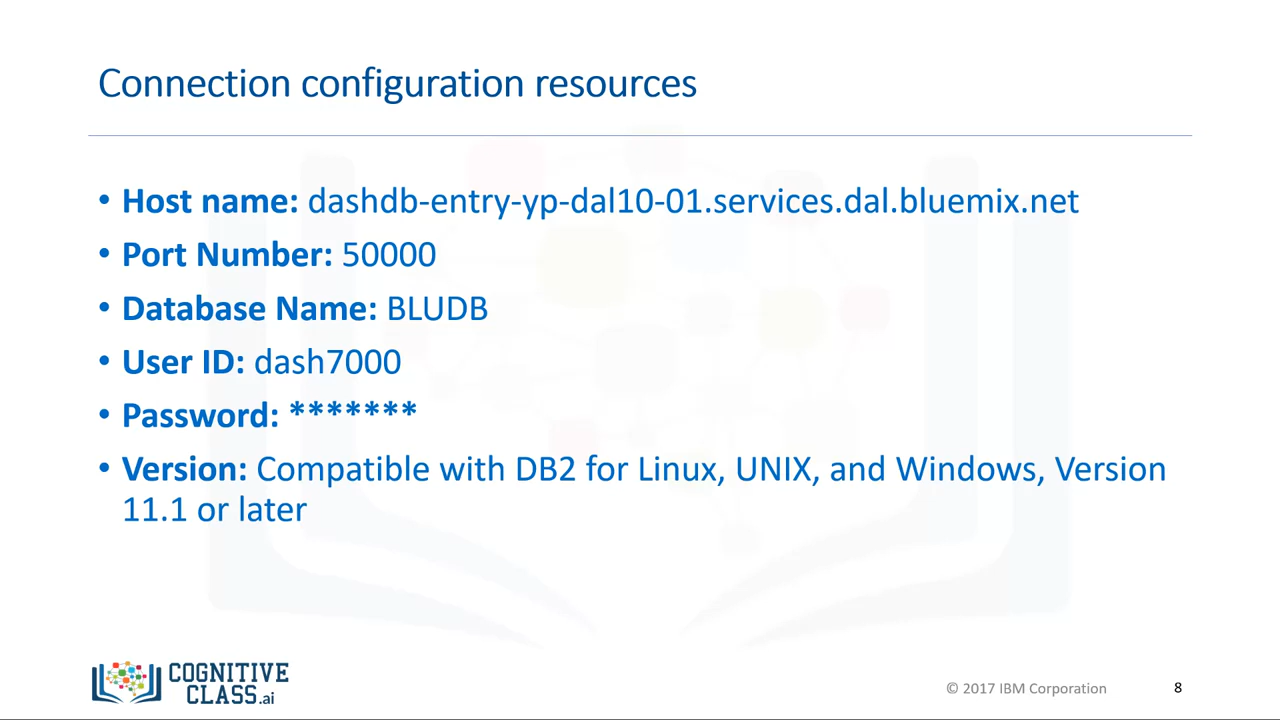 Connection configuration resources
• Host name: dashdb-entry-yp-dal10-01.services.dal.bluemix.net
• Port Number: 50000
• Database Name: BLUDB
• User ID: dash7000
• Password: *******
• Version: Compatible with DB2 for Linux, UNIX, and Windows, Version
11.1 or later
COGNITIVE
CLASS.ai
© 2017 IBM Corporation
8